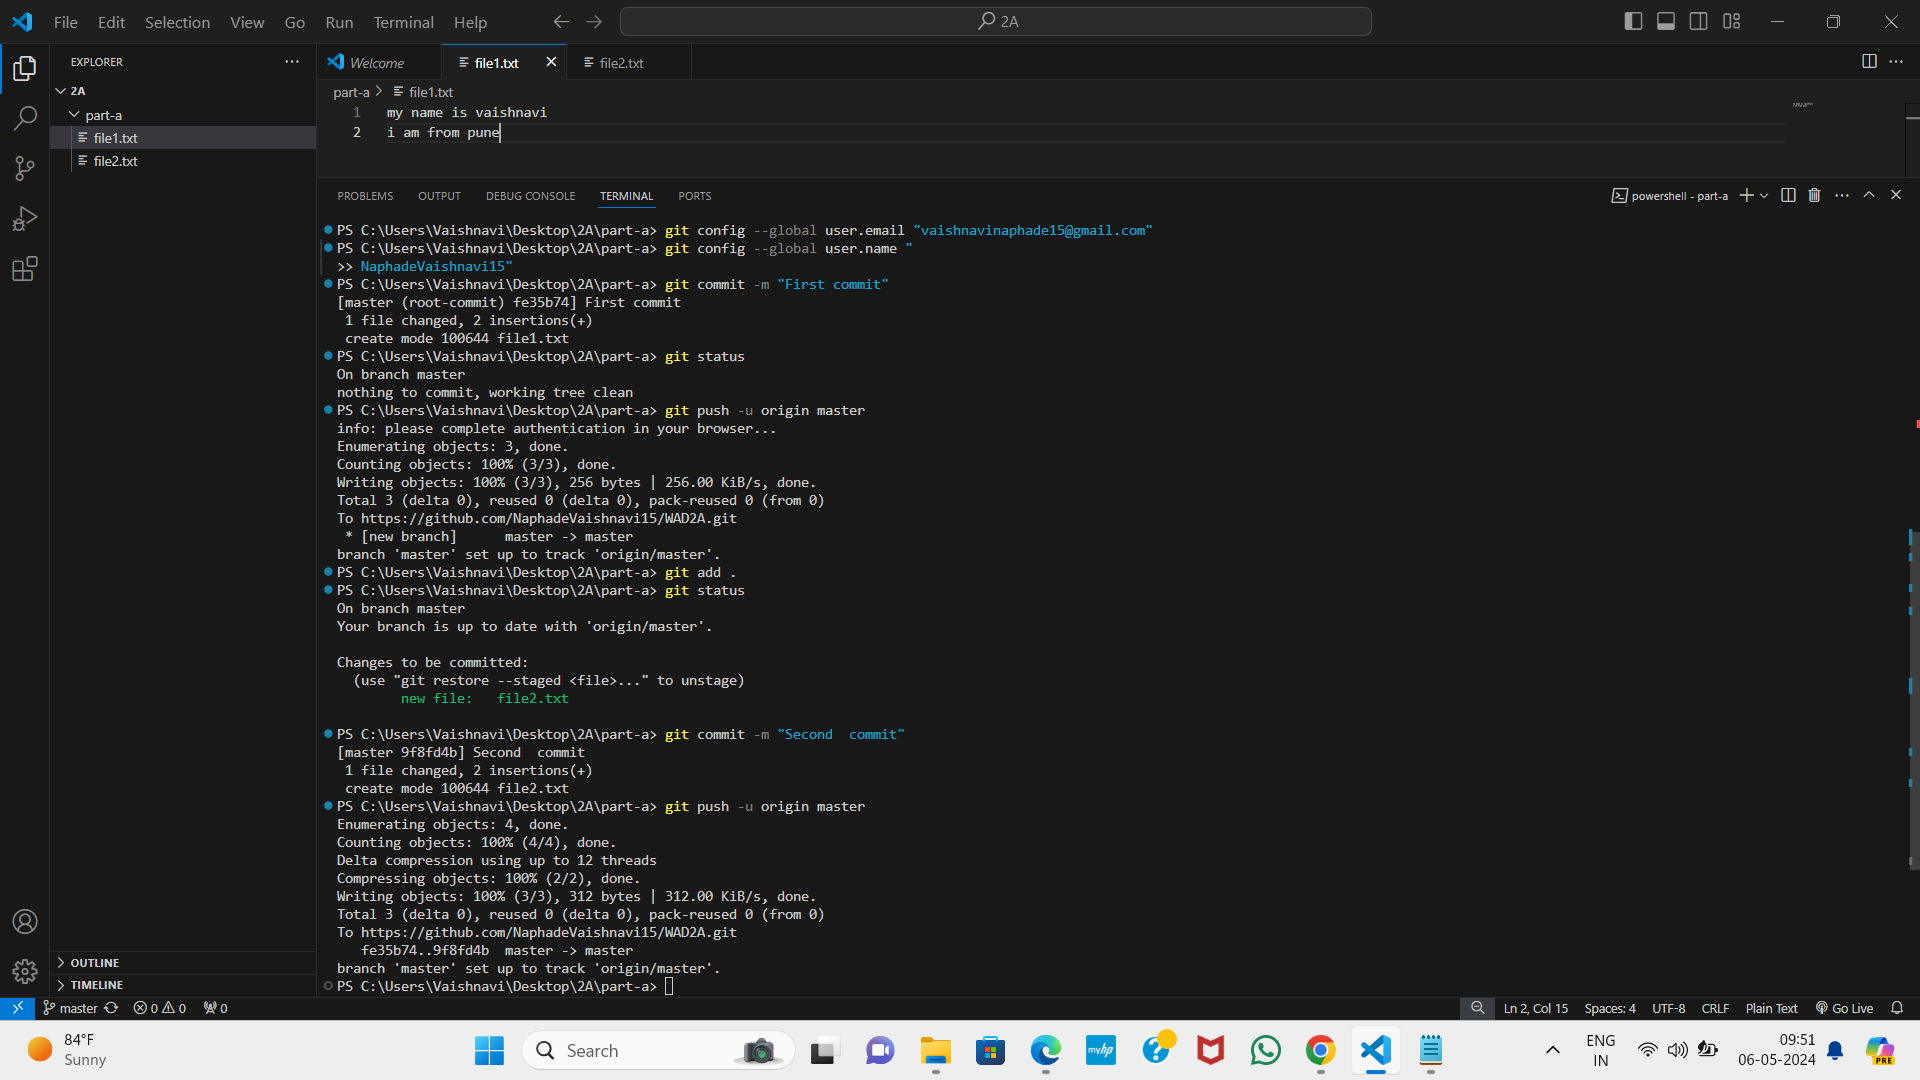 File Edit Selection View Go Run Terminal Help
2A
EXPLORER
2A
part-a
file1.txt
file2.txt
OUTLINE
TIMELINE
Welcome
file1.txt
file2.txt
part-a > file1.txt
1 my name is vaishnavi
2 i am from pune
PROBLEMS OUTPUT DEBUG CONSOLE TERMINAL PORTS
powershell - part-a
PS C:\Users\Vaishnavi\Desktop\2A\part-a> git config --global user.email "vaishnavinaphade15@gmail.com"
PS C:\Users\Vaishnavi\Desktop\2A\part-a> git config --global user.name "
>> NaphadeVaishnavi15"
PS C:\Users\Vaishnavi\Desktop\2A\part-a> git commit -m "First commit"
[master (root-commit) fe35b74] First commit
1 file changed, 2 insertions(+)
create mode 100644 file1.txt
PS C:\Users\Vaishnavi\Desktop\2A\part-a> git status
On branch master
nothing to commit, working tree clean
PS C:\Users\Vaishnavi\Desktop\2A\part-a> git push -u origin master
info: please complete authentication in your browser...
Enumerating objects: 3, done.
Counting objects: 100% (3/3), done.
Writing objects: 100% (3/3), 256 bytes | 256.00 KiB/s, done.
Total 3 (delta 0), reused 0 (delta 0), pack-reused 0 (from 0)
To https://github.com/NaphadeVaishnavi15/WAD2A.git
* [new branch]      master -> master
branch 'master' set up to track 'origin/master'.
PS C:\Users\Vaishnavi\Desktop\2A\part-a> git add .
PS C:\Users\Vaishnavi\Desktop\2A\part-a> git status
On branch master
Your branch is up to date with 'origin/master'.
Changes to be committed:
(use "git restore --staged <file>..." to unstage)
new file:   file2.txt
PS C:\Users\Vaishnavi\Desktop\2A\part-a> git commit -m "Second  commit"
[master 9f8fd4b] Second  commit
1 file changed, 2 insertions(+)
create mode 100644 file2.txt
PS C:\Users\Vaishnavi\Desktop\2A\part-a> git push -u origin master
Enumerating objects: 4, done.
Counting objects: 100% (4/4), done.
Delta compression using up to 12 threads
Compressing objects: 100% (2/2), done.
Writing objects: 100% (3/3), 312 bytes | 312.00 KiB/s, done.
Total 3 (delta 0), reused 0 (delta 0), pack-reused 0 (from 0)
To https://github.com/NaphadeVaishnavi15/WAD2A.git
fe35b74..9f8fd4b  master -> master
branch 'master' set up to track 'origin/master'.
PS C:\Users\Vaishnavi\Desktop\2A\part-a>
master 0 0 0
Ln 2, Col 15 Spaces: 4 UTF-8 CRLF Plain Text Go Live
84°F
Sunny
Search
myhp
ENG
IN
09:51
06-05-2024
PRE